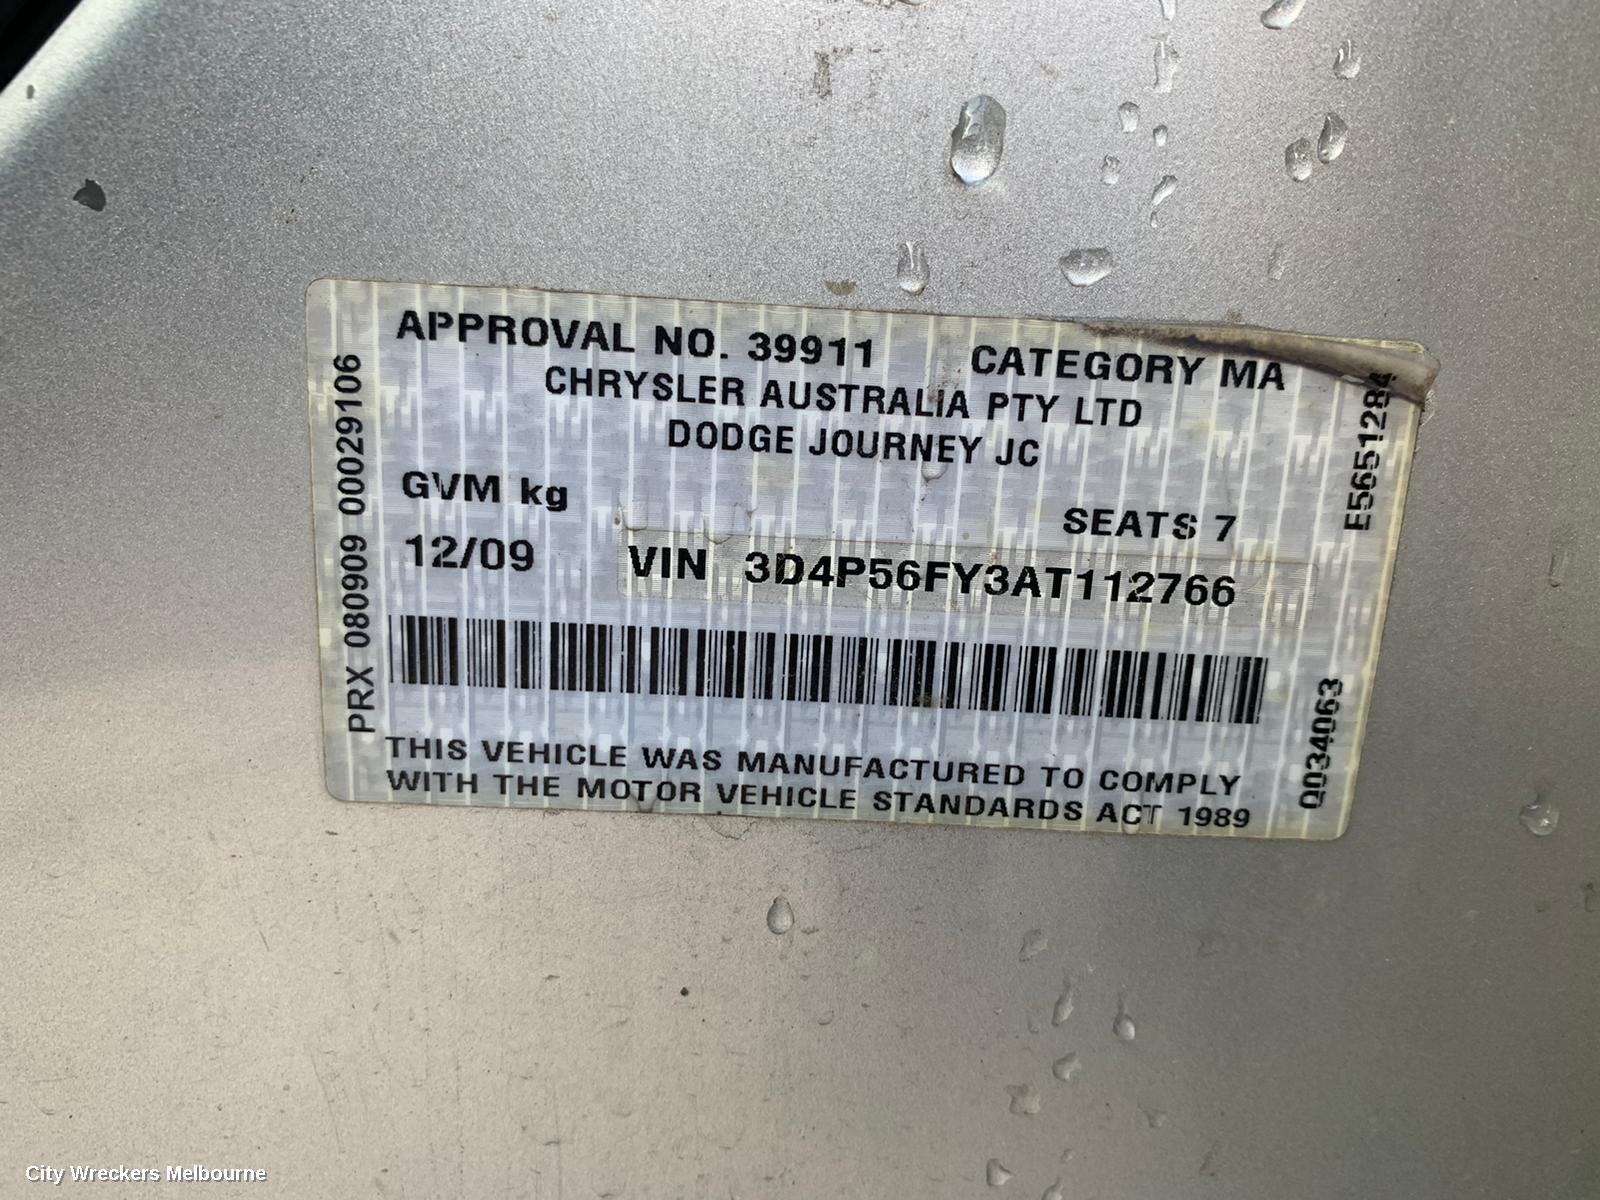 APPROVAL NO. 39911 CATEGORY MA
CHRYSLER AUSTRALIA PTY LTD
DODGE JOURNEY JC
GVM kg
SEATS 7
12/09
VIN 3D4P56FY3AT112766
THIS VEHICLE WAS MANUFACTURED TO COMPLY
WITH THE MOTOR VEHICLE STANDARDS ACT 1989
PRX 080909 00029106
E5651284
Q034063
City Wreckers Melbourne